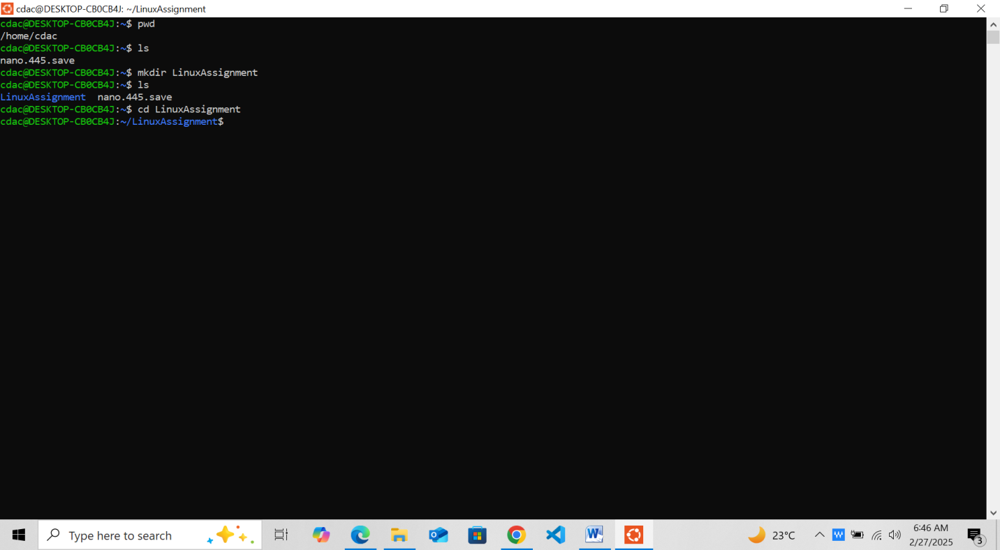 cdac@DESKTOP-CB0CB4J: ~/LinuxAssignment
cdac@DESKTOP-CB0CB4J:~$ pwd
/home/cdac
cdac@DESKTOP-CB0CB4J:~$ ls
nano.445.save
cdac@DESKTOP-CB0CB4J:~$ mkdir LinuxAssignment
cdac@DESKTOP-CB0CB4J:~$ ls
LinuxAssignment  nano.445.save
cdac@DESKTOP-CB0CB4J:~$ cd LinuxAssignment
cdac@DESKTOP-CB0CB4J:~/LinuxAssignment$
Type here to search
23°C
6:46 AM
2/27/2025
3